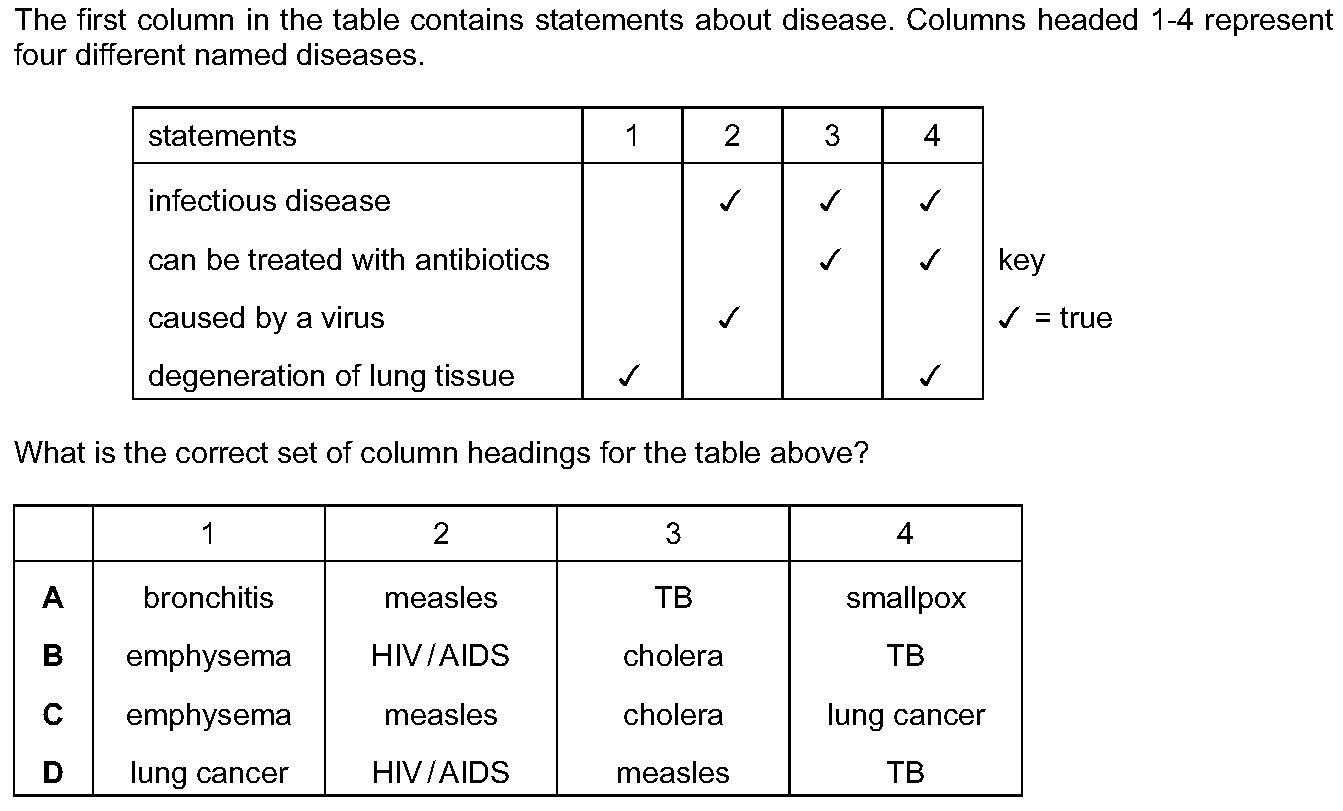 The first column in the table contains statements about disease. Columns headed 1-4 represent
four different named diseases.
statements 1 2 3 4
infectious disease ✓ ✓ ✓
can be treated with antibiotics ✓ ✓ key
caused by a virus ✓ ✓ = true
degeneration of lung tissue ✓ ✓
What is the correct set of column headings for the table above?
1 2 3 4
A bronchitis measles TB smallpox
B emphysema HIV/AIDS cholera TB
C emphysema measles cholera lung cancer
D lung cancer HIV/AIDS measles TB